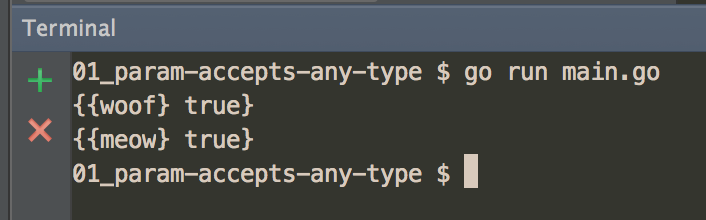 Terminal
01_param-accepts-any-type $ go run main.go
{{woof} true}
{{meow} true}
01_param-accepts-any-type $